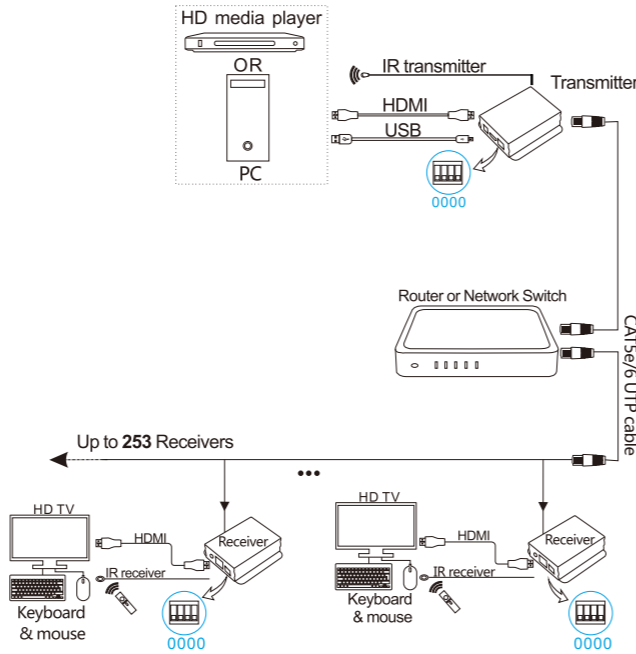 HD media player
OR
PC
IR transmitter
HDMI
USB
Transmitter
0000
Router or Network Switch
CAT5e/6 UTP cable
Up to 253 Receivers
...
HD TV
HDMI
Receiver
IR receiver
Keyboard
& mouse
0000
HD TV
HDMI
Receiver
IR receiver
Keyboard
& mouse
0000